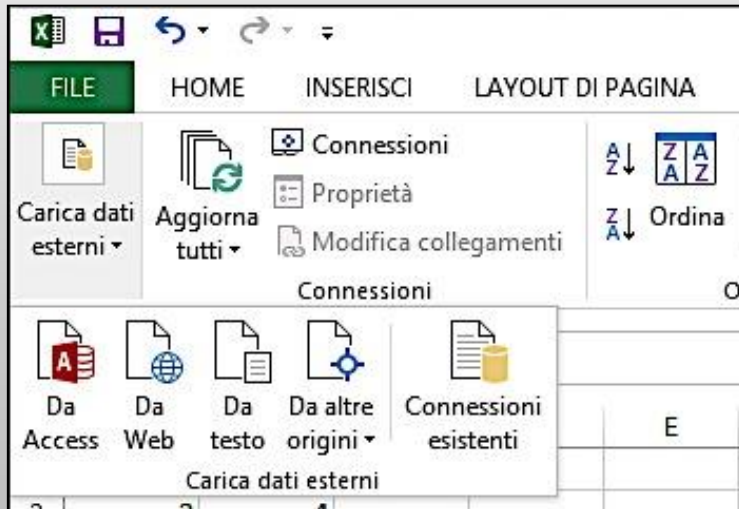 FILE HOME INSERISCI LAYOUT DI PAGINA
Carica dati
esterni
Aggiorna
tutti
Connessioni
Proprietà
Modifica collegamenti
Connessioni
A
Z
Z
A
Z A
A Z
Ordina
O
Da
Access
Da
Web
Da
testo
Da altre
origini
Connessioni
esistenti
Carica dati esterni
E